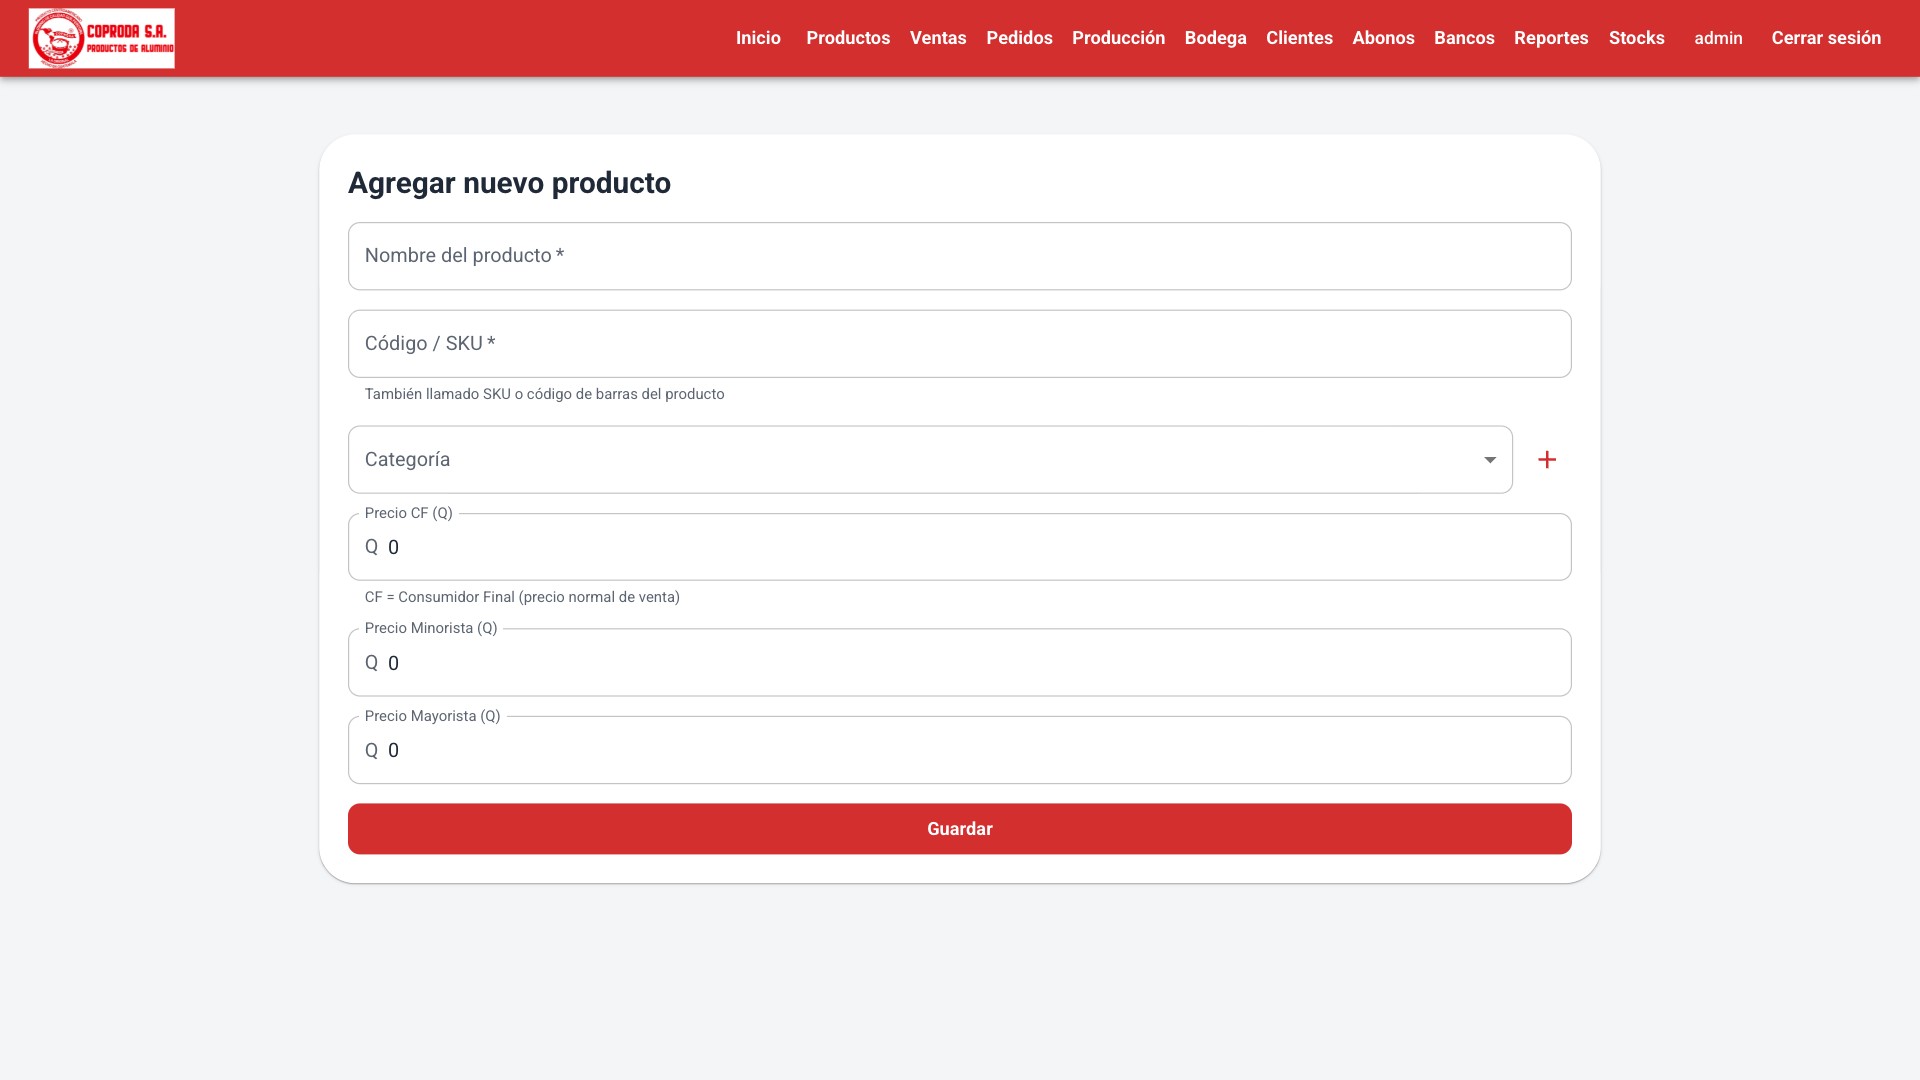 COPRODA S.A.
PRODUCTOS DE ALUMINIO
Inicio Productos Ventas Pedidos Producción Bodega Clientes Abonos Bancos Reportes Stocks admin Cerrar sesión
Agregar nuevo producto
Nombre del producto *
Código / SKU *
También llamado SKU o código de barras del producto
Categoría
+
Precio CF (Q)
Q 0
CF = Consumidor Final (precio normal de venta)
Precio Minorista (Q)
Q 0
Precio Mayorista (Q)
Q 0
Guardar